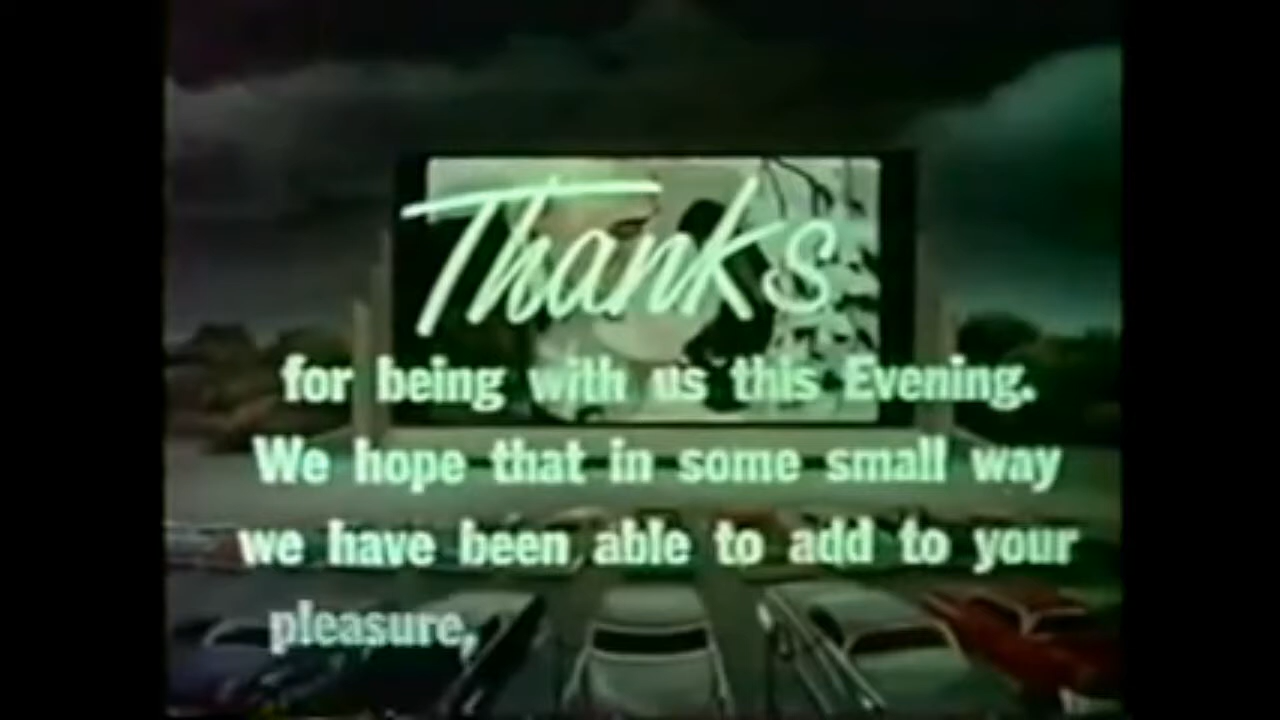 Thanks
for being with us this Evening.
We hope that in some small way
we have been able to add to your
pleasure,